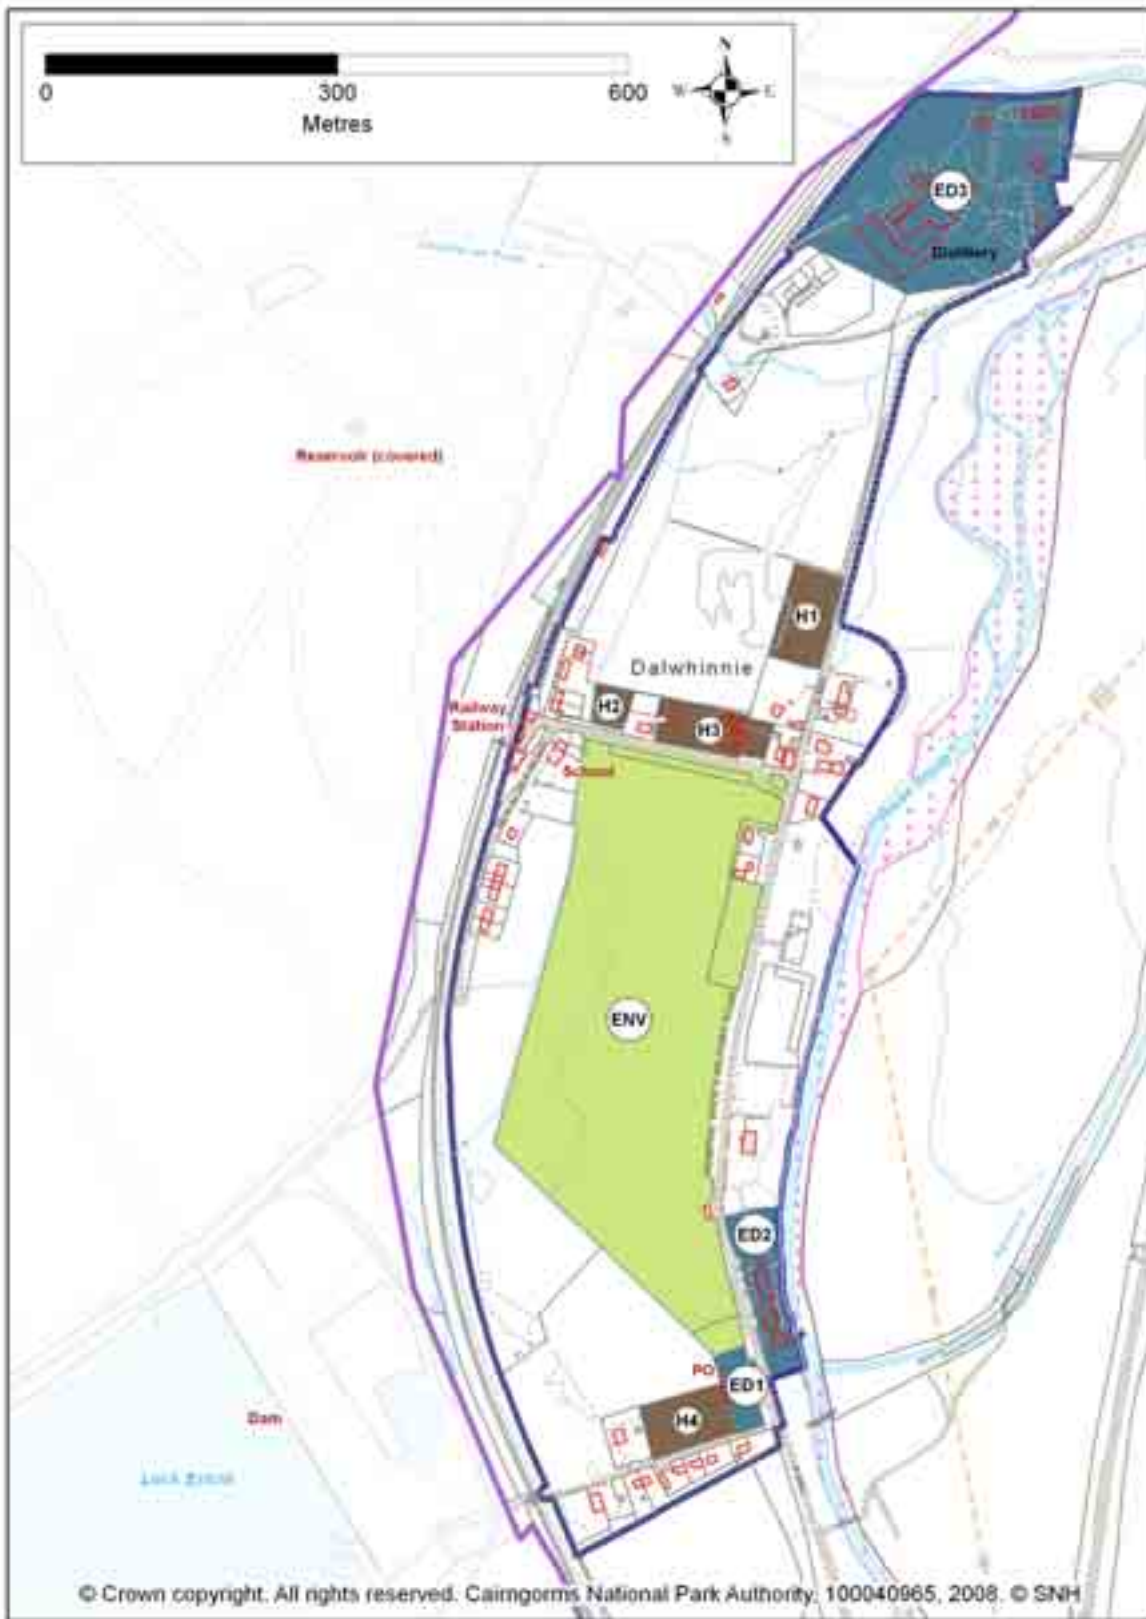 N
W E
S
0 300 600
Metres
ED3
Distillery
Reservoir (covered)
H1
Dalwhinnie
Railway
Station
H2
H3
School
ENV
ED2
PO
ED1
H4
Dam
Loch Ericht
© Crown copyright. All rights reserved. Cairngorms National Park Authority, 100040965, 2008. © SNH